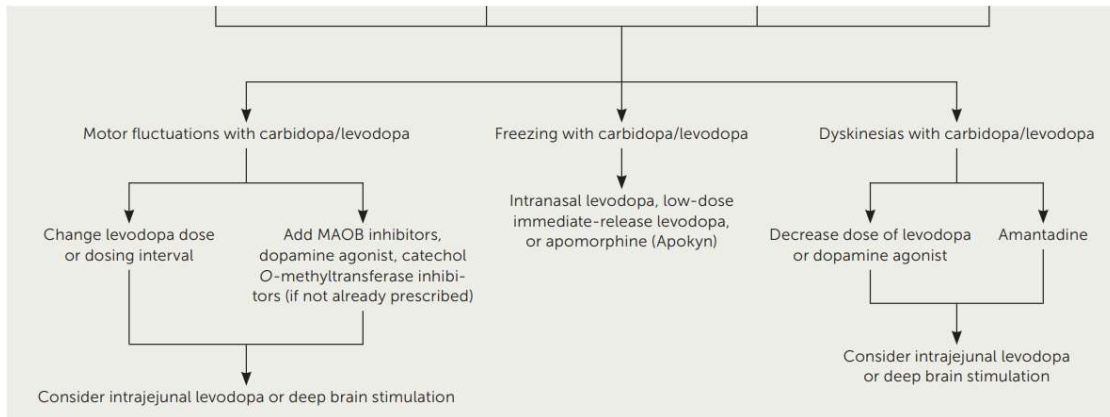 Motor fluctuations with carbidopa/levodopa
Freezing with carbidopa/levodopa
Dyskinesias with carbidopa/levodopa
Change levodopa dose
or dosing interval
Add MAOB inhibitors,
dopamine agonist, catechol
O-methyltransferase inhibi-
tors (if not already prescribed)
Intranasal levodopa, low-dose
immediate-release levodopa,
or apomorphine (Apokyn)
Decrease dose of levodopa
or dopamine agonist
Amantadine
Consider intrajejunal levodopa or deep brain stimulation
Consider intrajejunal levodopa
or deep brain stimulation